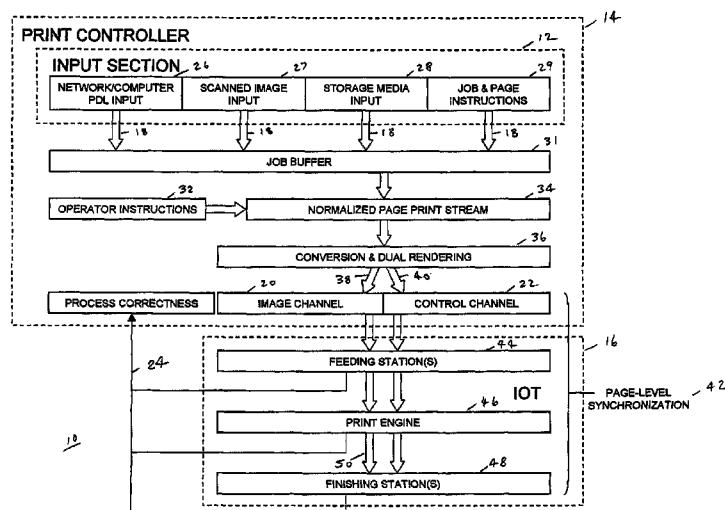 14
PRINT CONTROLLER
12
INPUT SECTION
26
27
28
29
NETWORK/COMPUTER
PDL INPUT
SCANNED IMAGE
INPUT
STORAGE MEDIA
INPUT
JOB & PAGE
INSTRUCTIONS
18
18
18
18
31
JOB BUFFER
32
34
OPERATOR INSTRUCTIONS
NORMALIZED PAGE PRINT STREAM
36
CONVERSION & DUAL RENDERING
38
40
20
22
PROCESS CORRECTNESS
IMAGE CHANNEL
CONTROL CHANNEL
44
16
24
FEEDING STATION(S)
IOT
PAGE-LEVEL
SYNCHRONIZATION
42
46
PRINT ENGINE
10
50
48
FINISHING STATION(S)